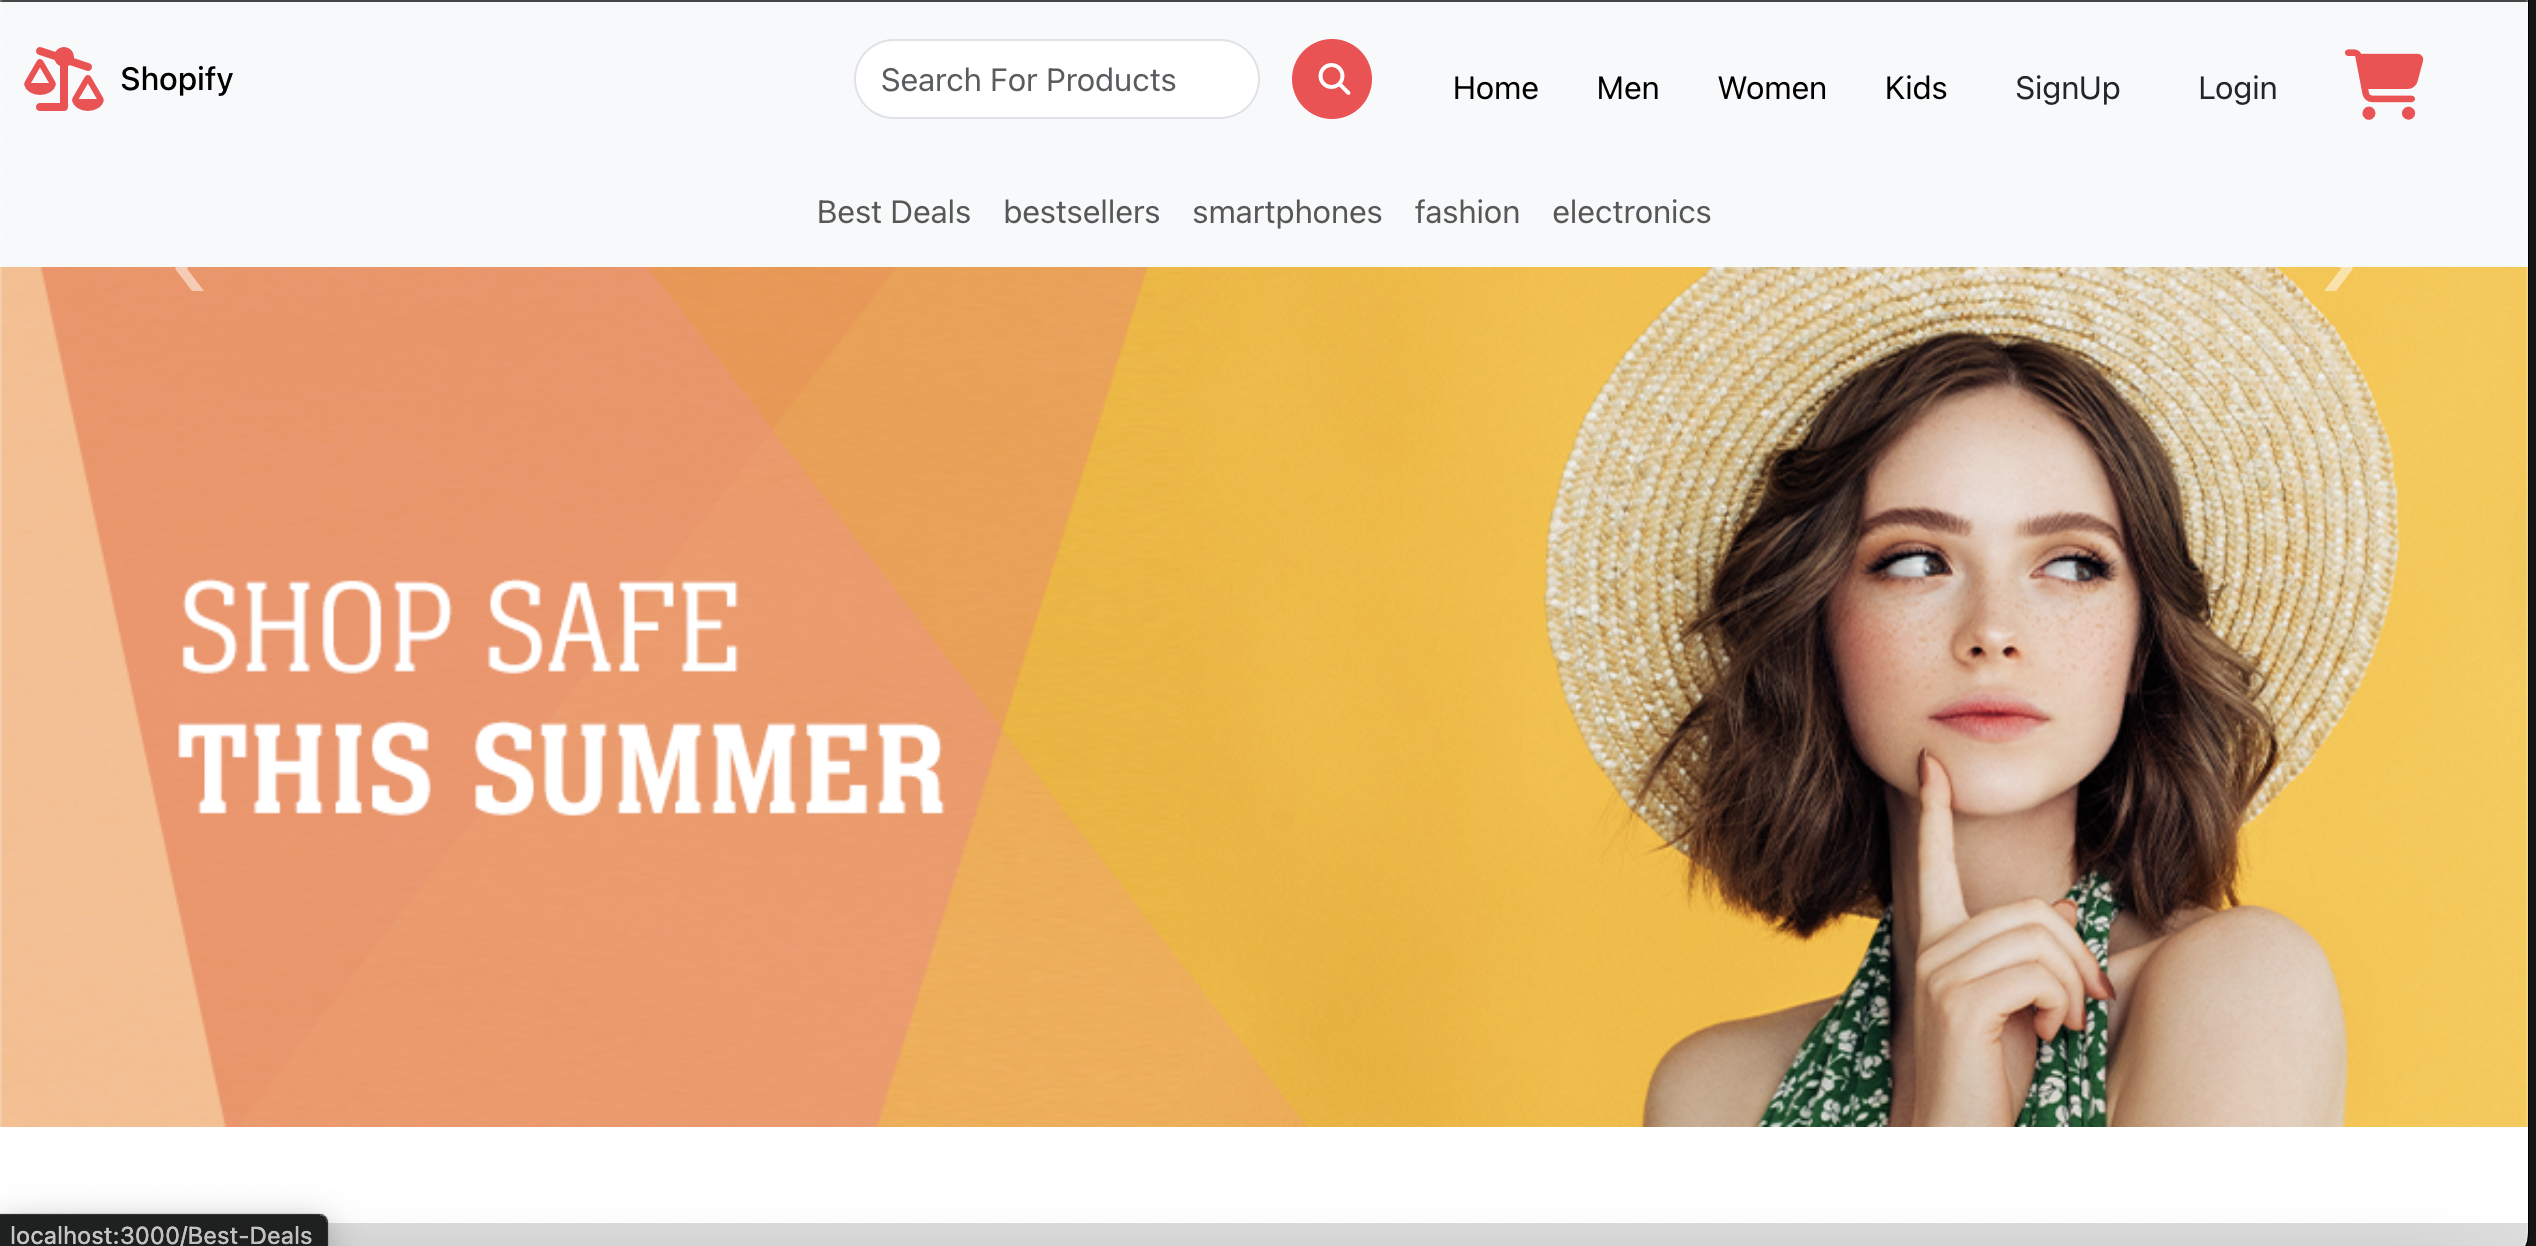 Shopify
Search For Products
Home Men Women Kids SignUp Login
Best Deals bestsellers smartphones fashion electronics
SHOP SAFE
THIS SUMMER
localhost:3000/Best-Deals